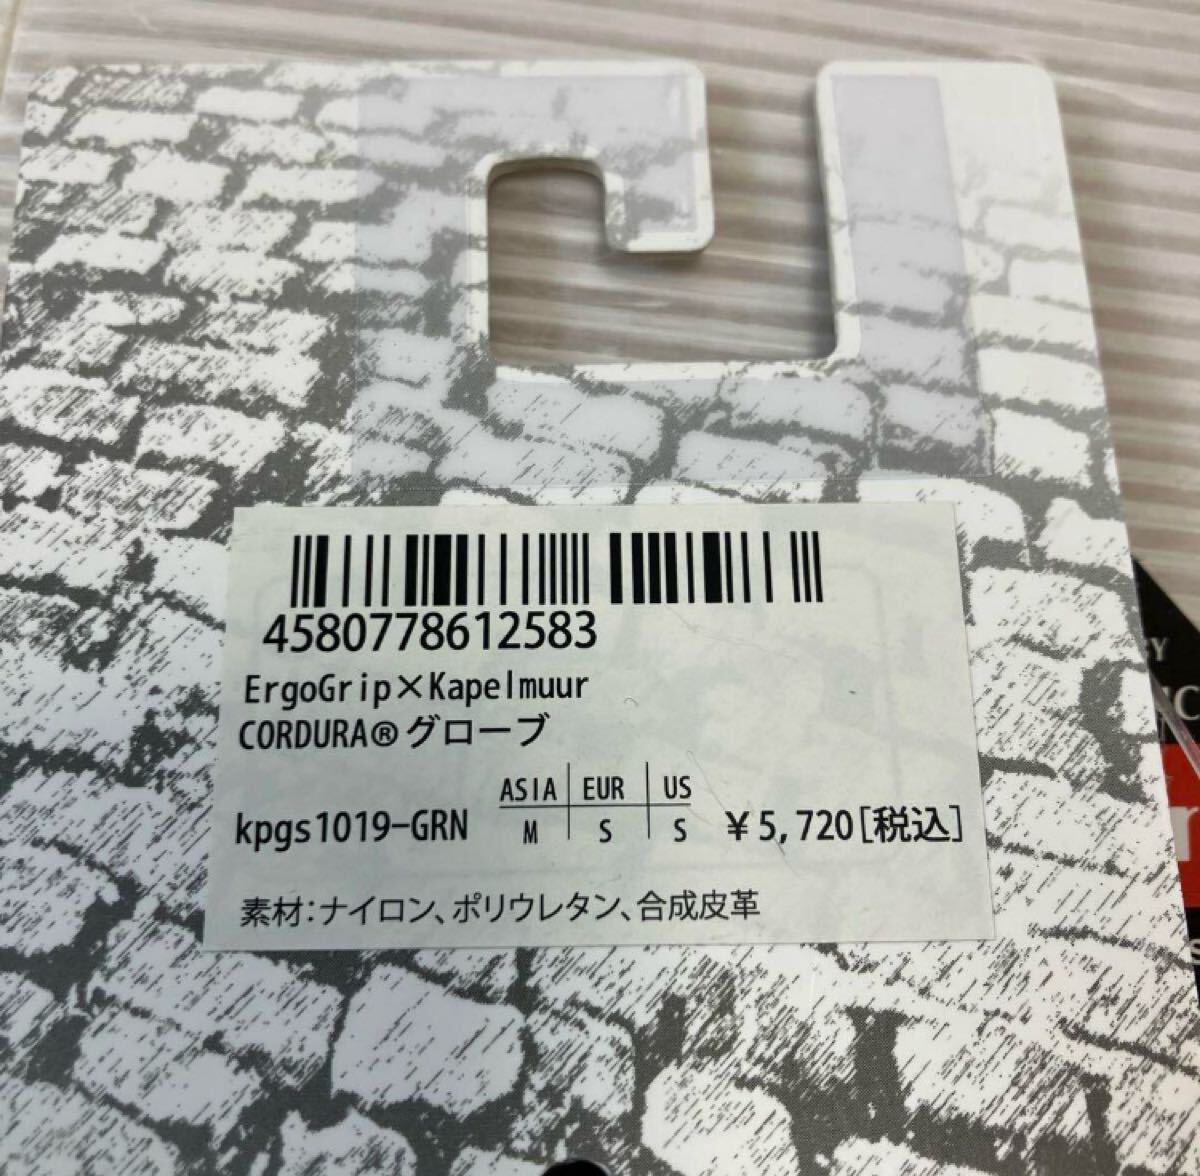 4580778612583
ErgoGrip×Kapelmuur
CORDURA®グローブ
ASIA EUR US
kpgs1019-GRN M S S ¥5,720[税込]
素材:ナイロン、ポリウレタン、合成皮革